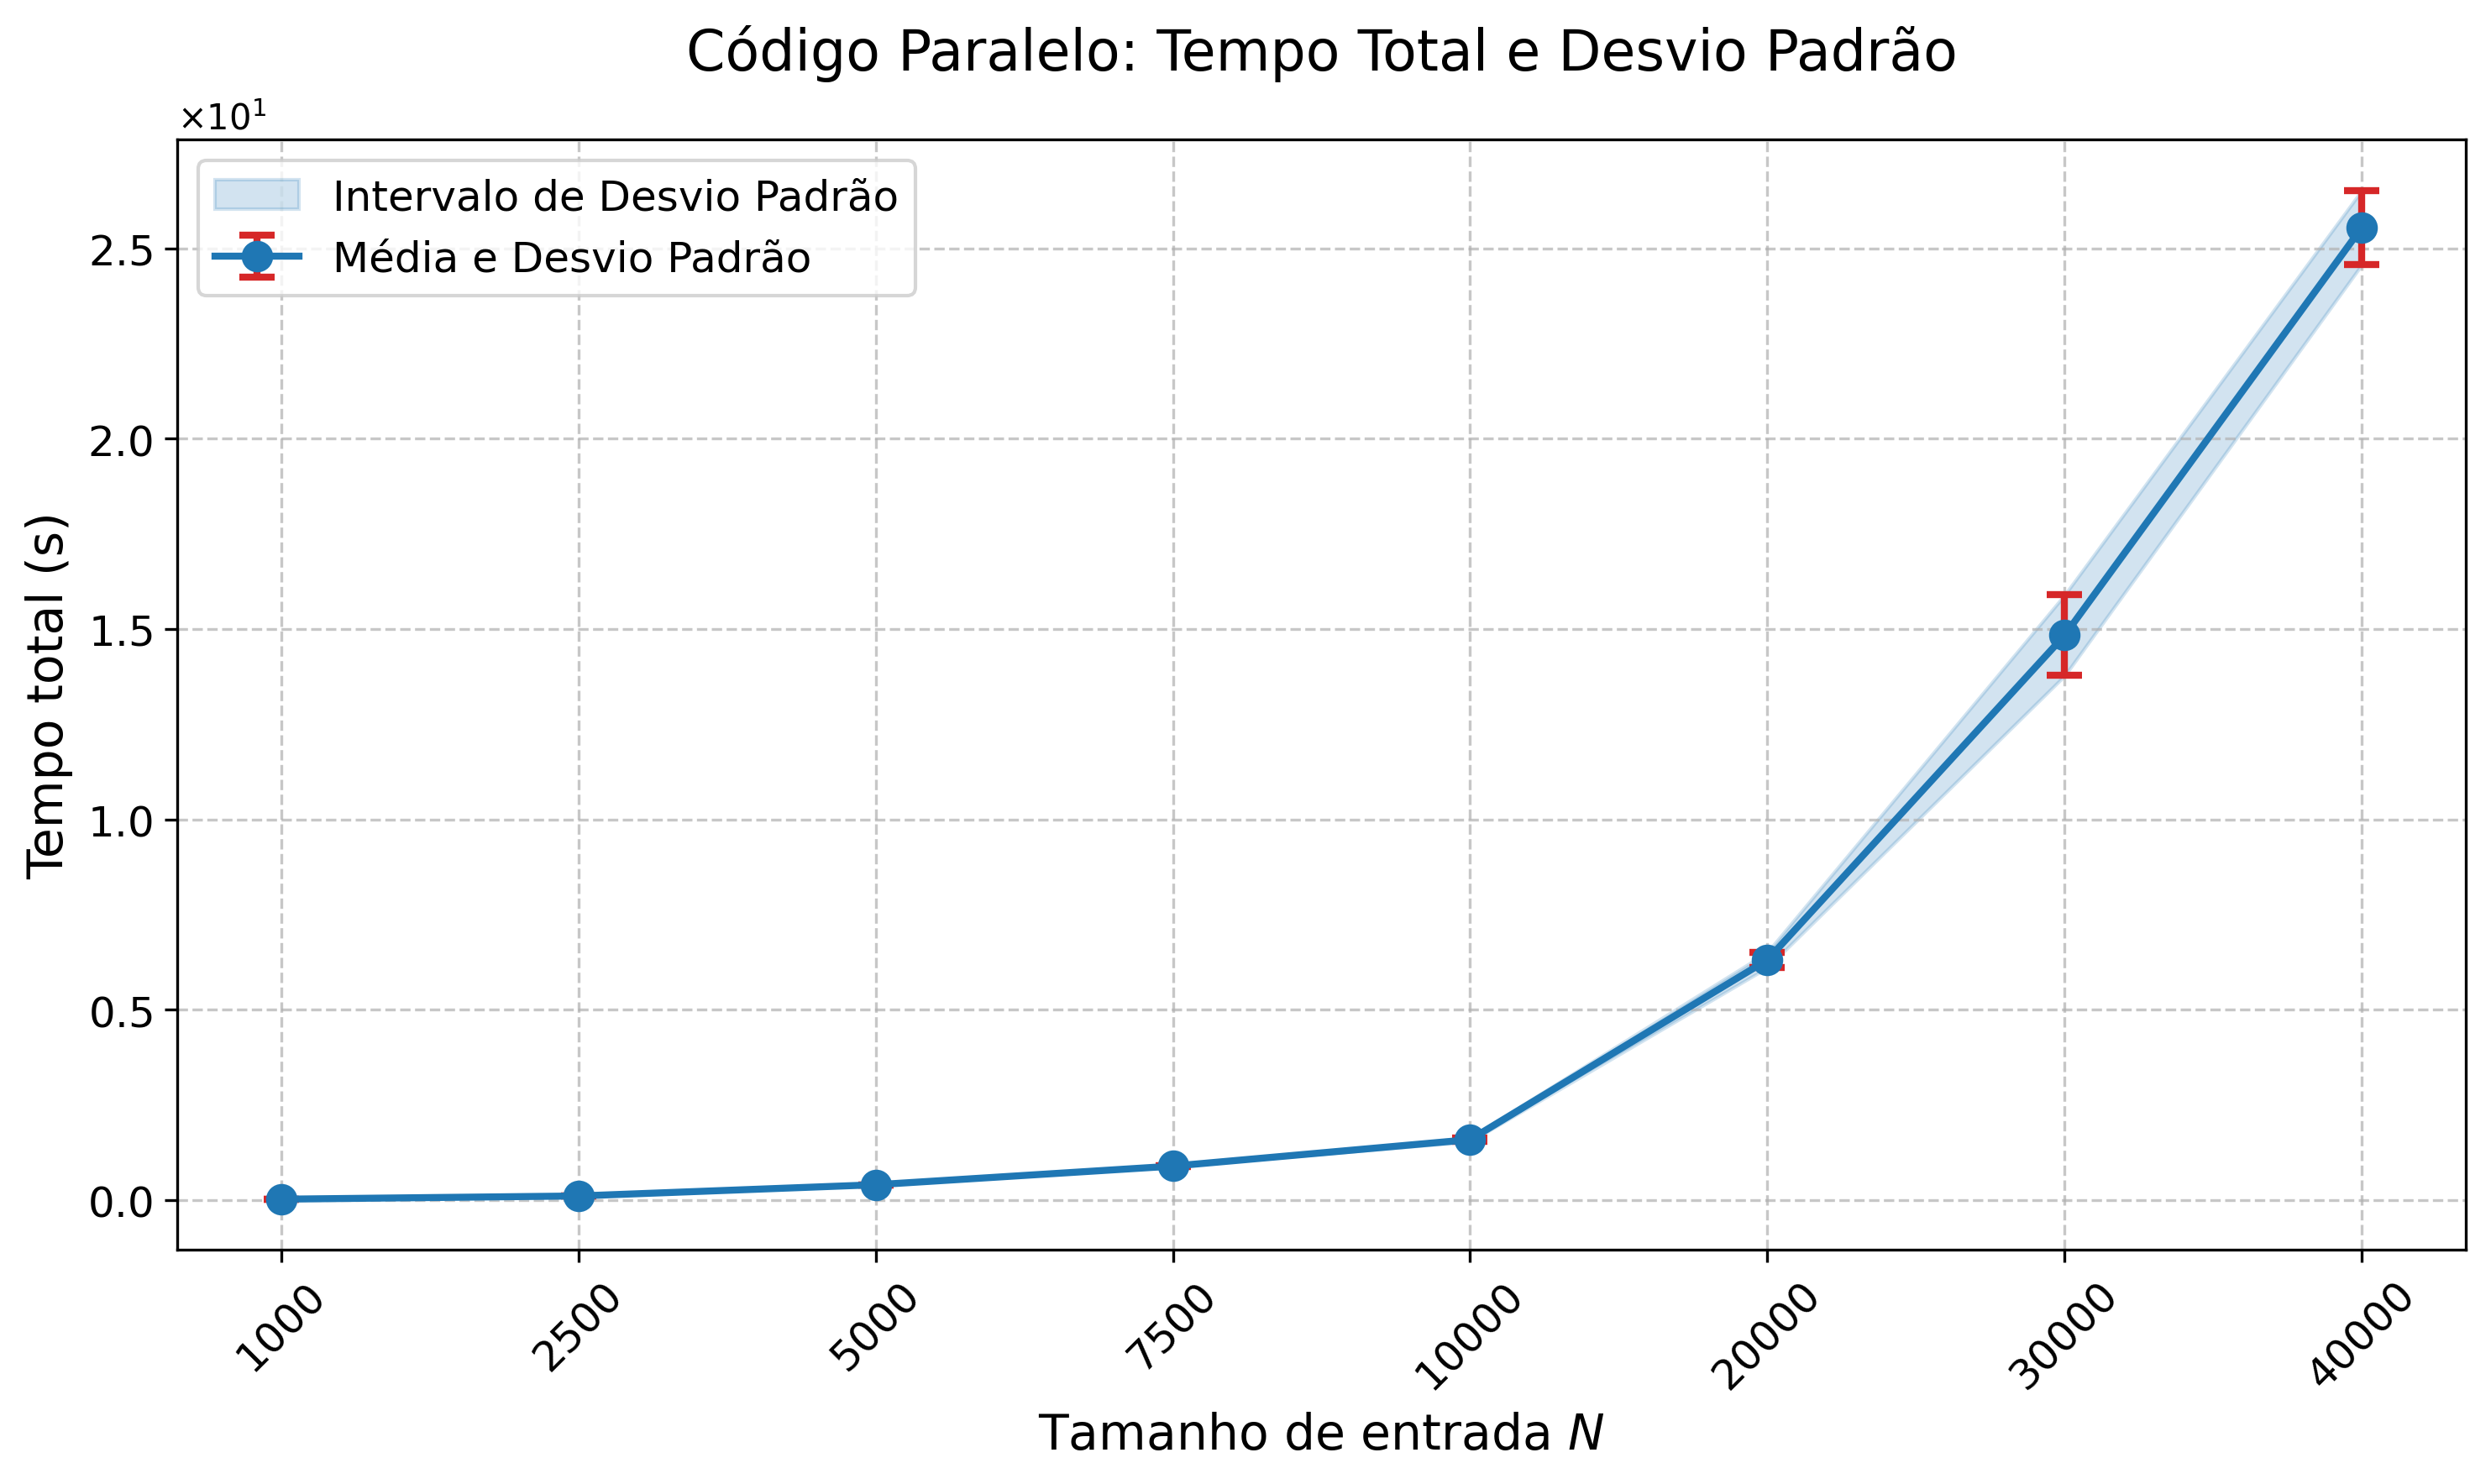 Código Paralelo: Tempo Total e Desvio Padrão
×10¹
Intervalo de Desvio Padrão
Média e Desvio Padrão
2.5
2.0
1.5
1.0
0.5
0.0
Tempo total (s)
1000 2500 5000 7500 10000 20000 30000 40000
Tamanho de entrada N